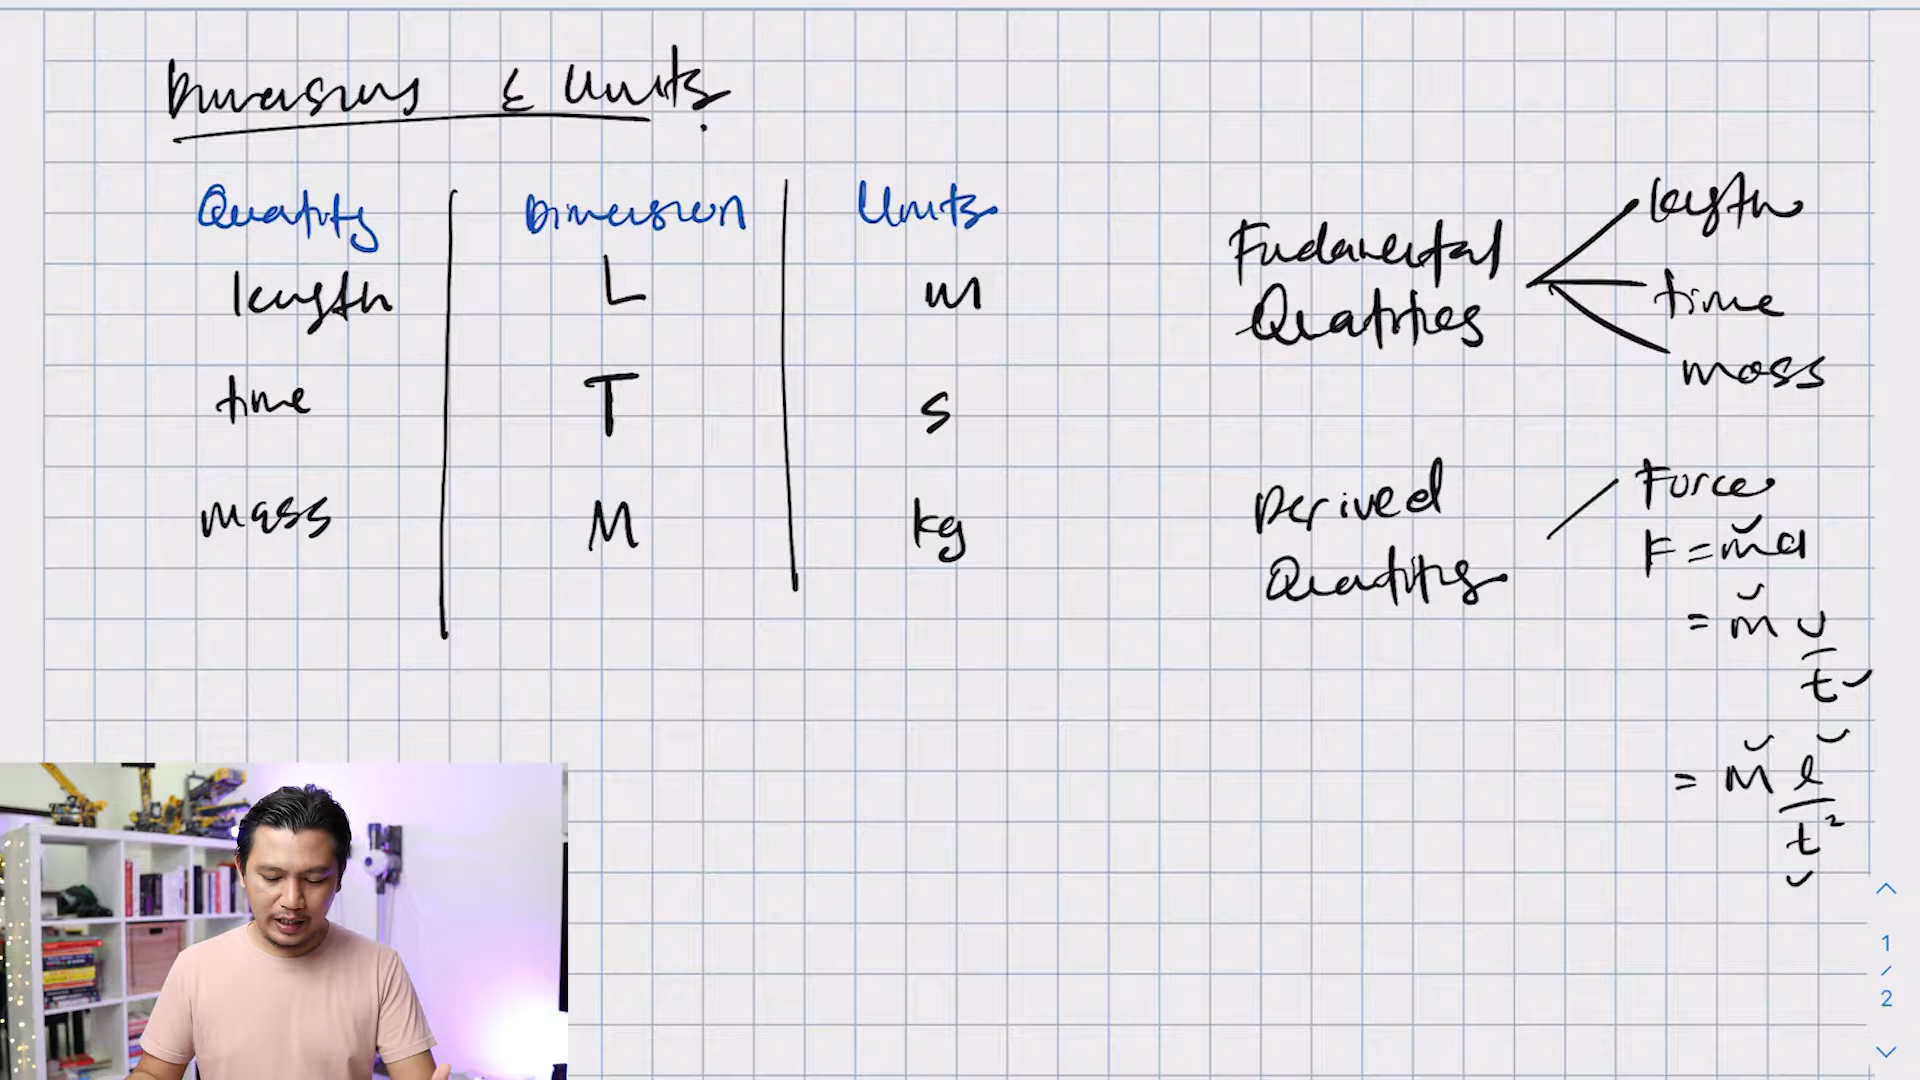 Dimensions & Units
Quantity Dimension Units
length L m
time T s
mass M kg
Fundamental
Quantities
length
time
mass
Derived
Quantities
Force
F = ma
= m v/t
= m l/t²
1
/
2